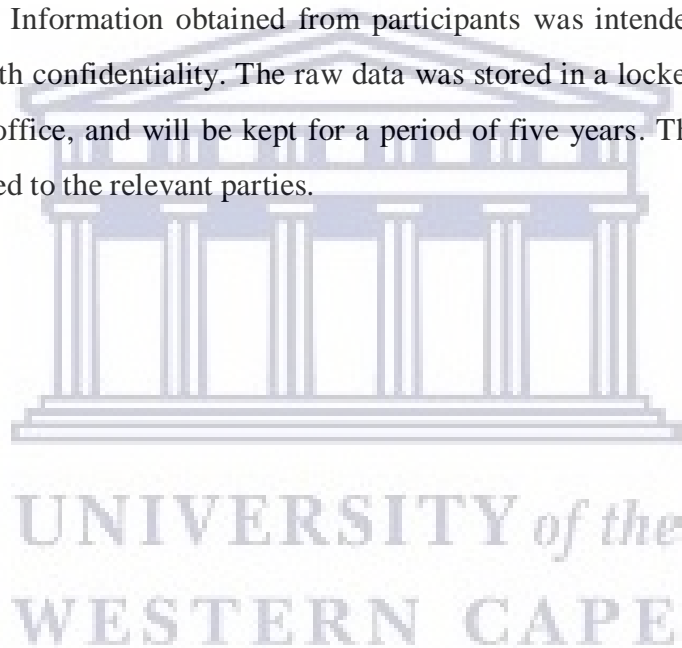 Information obtained from participants was intende
th confidentiality. The raw data was stored in a locke
office, and will be kept for a period of five years. Th
ed to the relevant parties.
UNIVERSITY of the
WESTERN CAPE